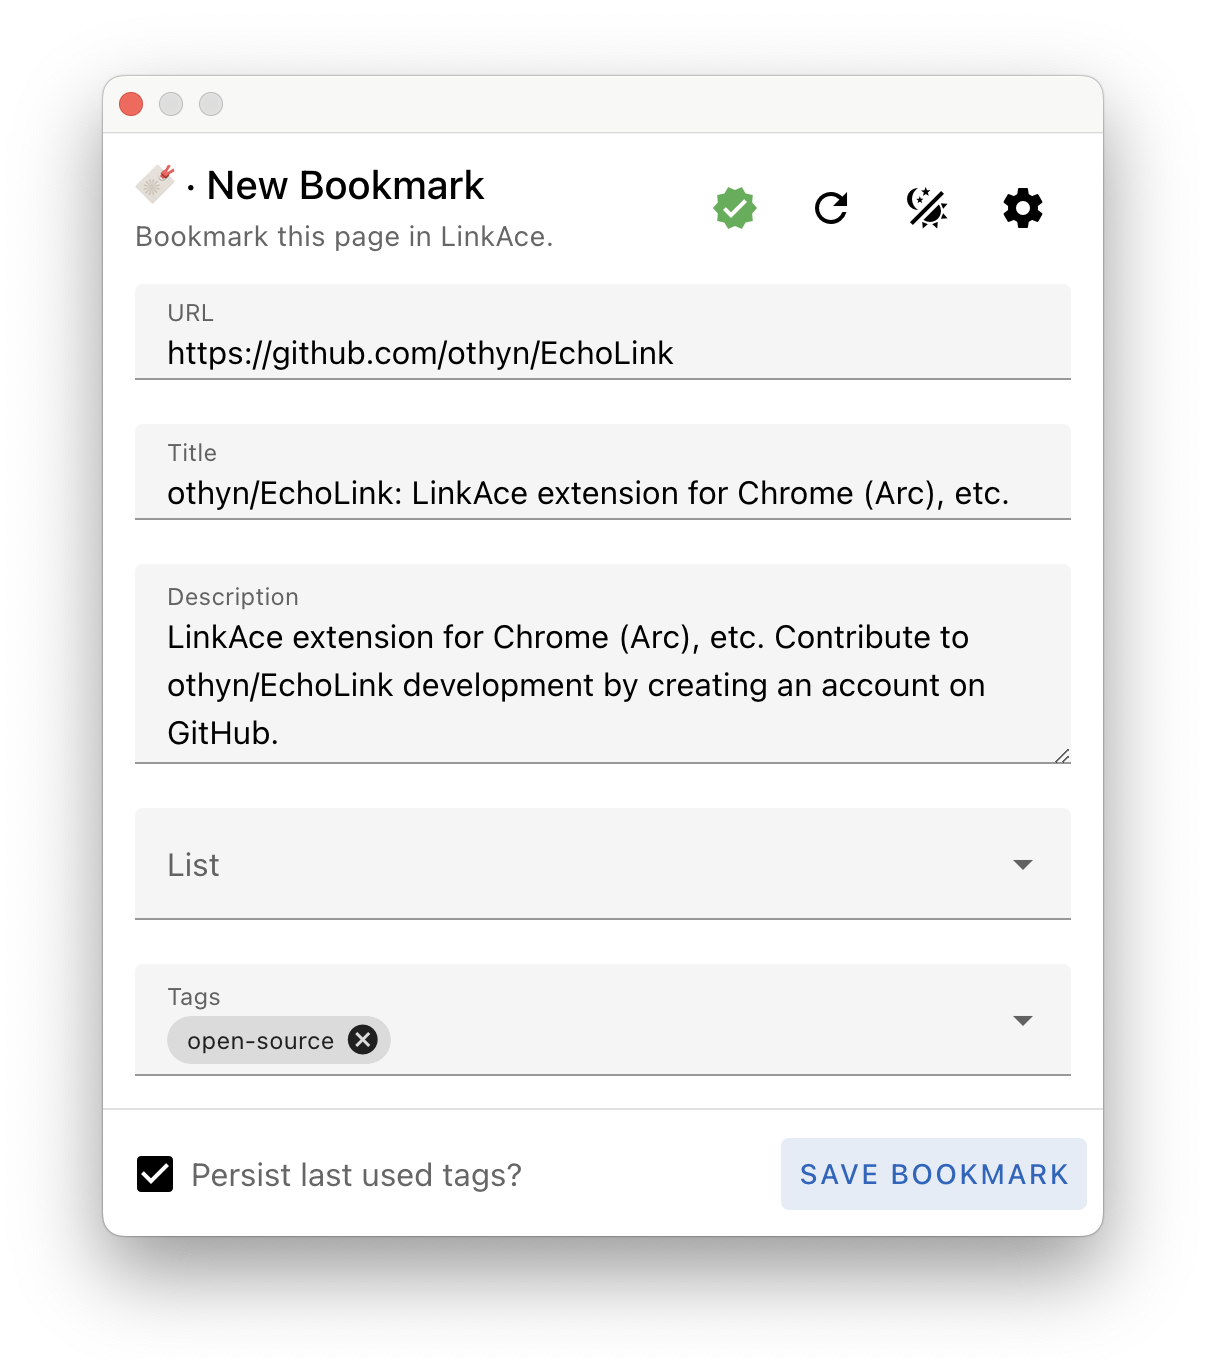 · New Bookmark
Bookmark this page in LinkAce.
URL
https://github.com/othyn/EchoLink
Title
othyn/EchoLink: LinkAce extension for Chrome (Arc), etc.
Description
LinkAce extension for Chrome (Arc), etc. Contribute to
othyn/EchoLink development by creating an account on
GitHub.
List
Tags
open-source
Persist last used tags?
SAVE BOOKMARK